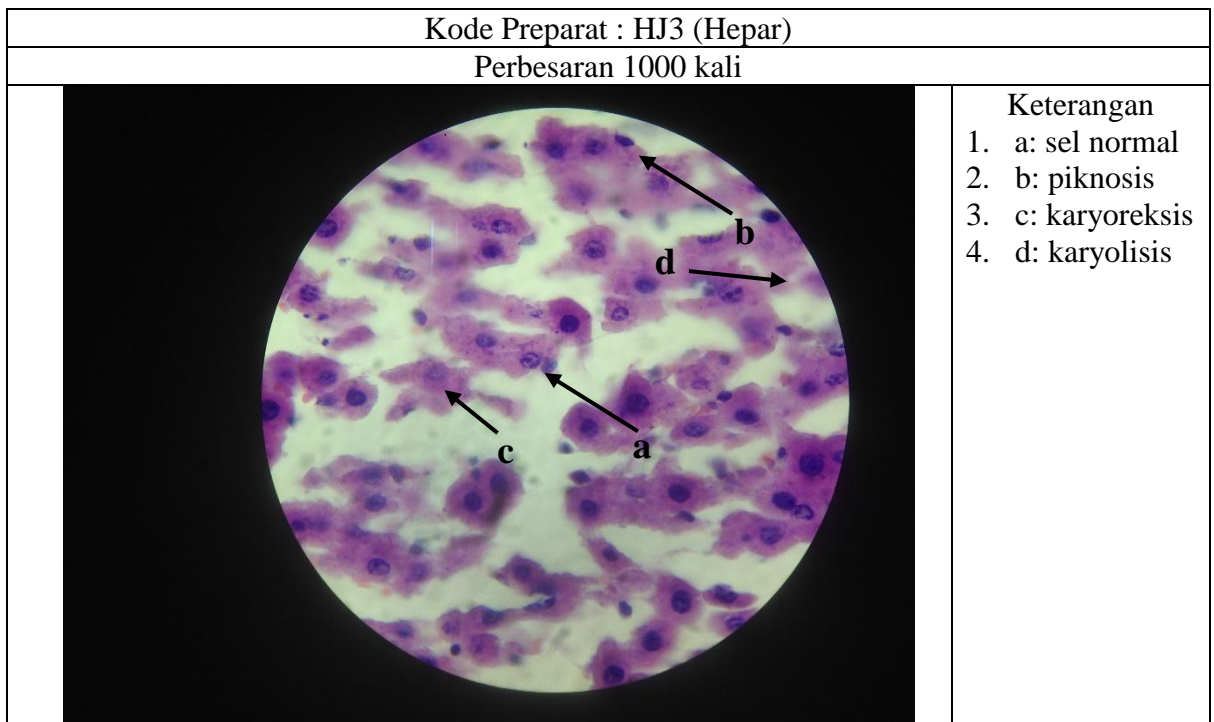 Kode Preparat : HJ3 (Hepar)
Perbesaran 1000 kali
Keterangan
1. a: sel normal
2. b: piknosis
3. c: karyoreksis
4. d: karyolisis
b
d
a
c